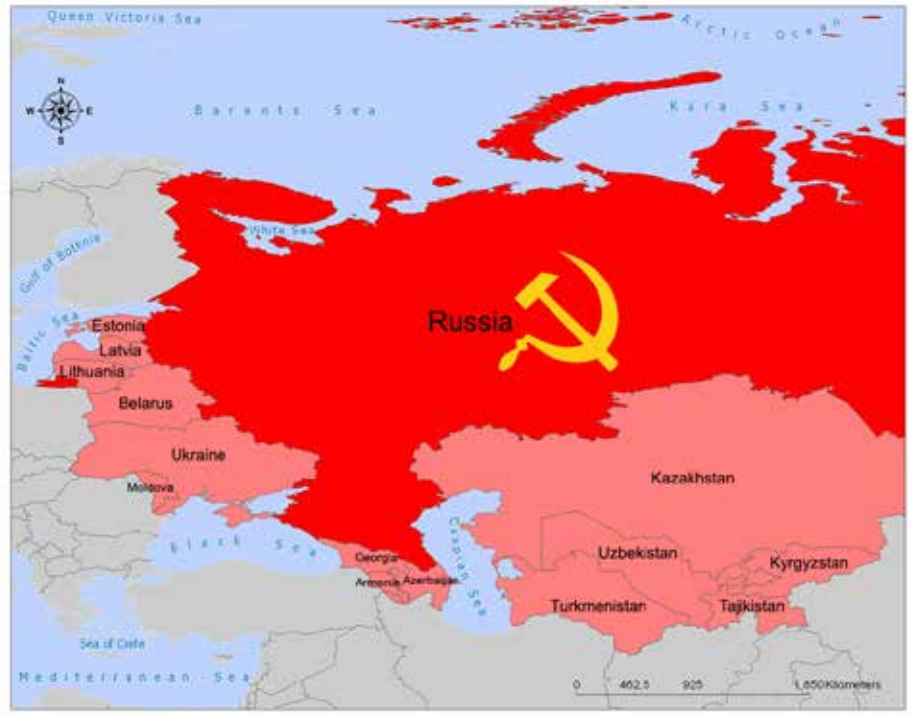 Queen Victoria Sea
Arctic Ocean
N
W
E
S
Barants Sea
Kara Sea
White Sea
Gulf of Bottnia
Baltic Sea
Russia
Estonia
Latvia
Lithuania
Belarus
Ukraine
Moldova
Kazakhstan
Black Sea
Caspian Sea
Georgia
Armenia
Azerbaijan
Uzbekistan
Kyrgyzstan
Turkmenistan
Tajikistan
Sea of Crete
Mediterranean Sea
0 462,5 925 1,850 Kilometers